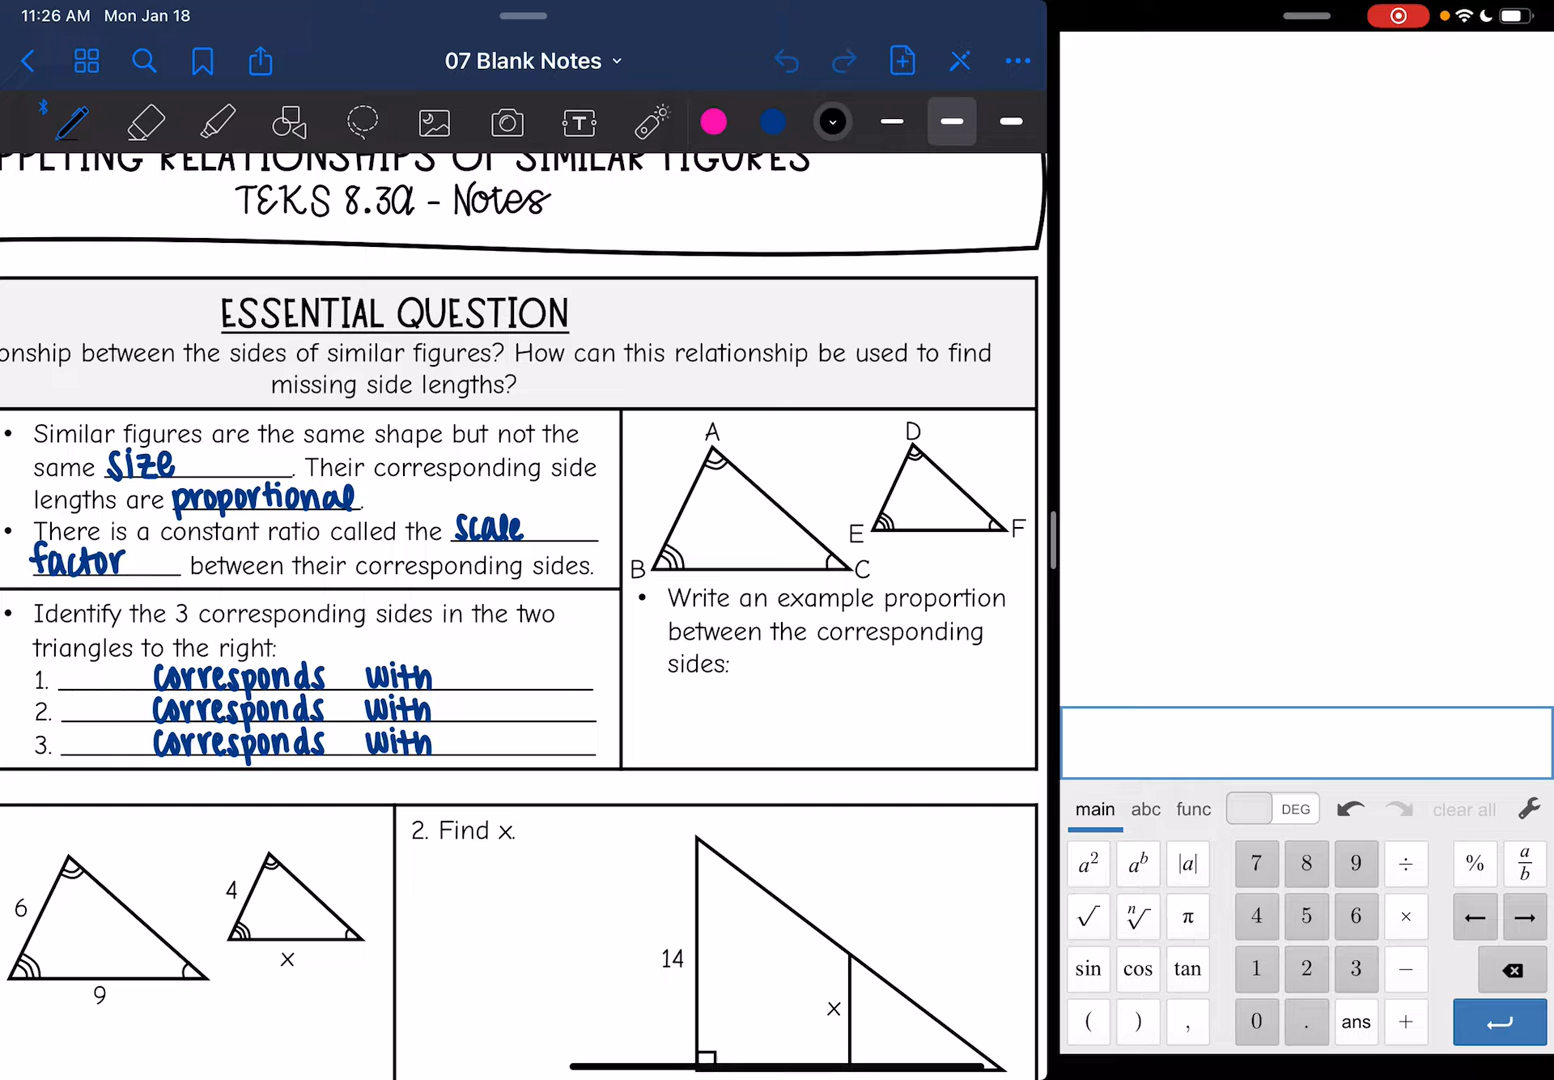 11:26 AM Mon Jan 18
07 Blank Notes
T
RELATIONSHIPS OF SIMILAR FIGURES
TEKS 8.3a - Notes
ESSENTIAL QUESTION
between the sides of similar figures? How can this relationship be used to find
missing side lengths?
• Similar figures are the same shape but not the
same size. Their corresponding side
lengths are proportional.
• There is a constant ratio called the scale
factor between their corresponding sides.
• Identify the 3 corresponding sides in the two
triangles to the right:
1. corresponds with
2. corresponds with
3. corresponds with
A
B
C
D
E
F
• Write an example proportion
between the corresponding
sides:
6
9
4
x
2. Find x.
14
x
main abc func DEG clear all
a² aᵇ |a| 7 8 9 ÷ % a/b
√ ⁿ√ π 4 5 6 × ← →
sin cos tan 1 2 3 −
( ) , 0 . ans +